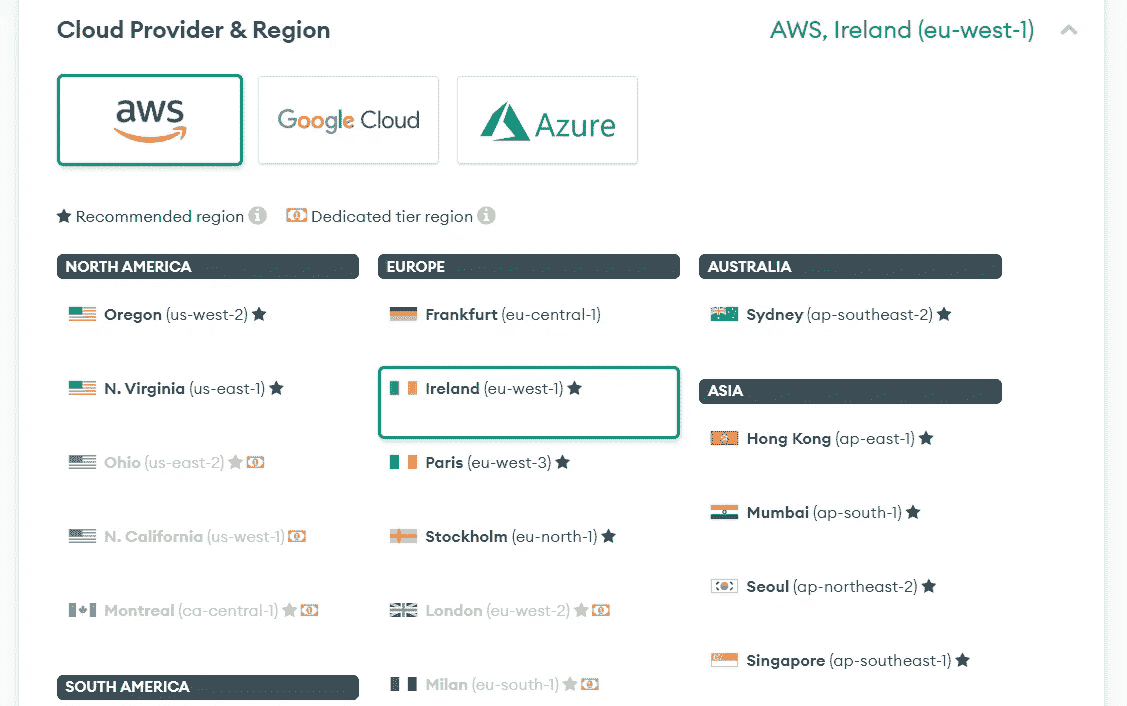 Cloud Provider & Region
AWS, Ireland (eu-west-1)
aws
Google Cloud
Azure
Recommended region
Dedicated tier region
NORTH AMERICA
Oregon (us-west-2)
N. Virginia (us-east-1)
Ohio (us-east-2)
N. California (us-west-1)
Montreal (ca-central-1)
SOUTH AMERICA
EUROPE
Frankfurt (eu-central-1)
Ireland (eu-west-1)
Paris (eu-west-3)
Stockholm (eu-north-1)
London (eu-west-2)
Milan (eu-south-1)
AUSTRALIA
Sydney (ap-southeast-2)
ASIA
Hong Kong (ap-east-1)
Mumbai (ap-south-1)
Seoul (ap-northeast-2)
Singapore (ap-southeast-1)